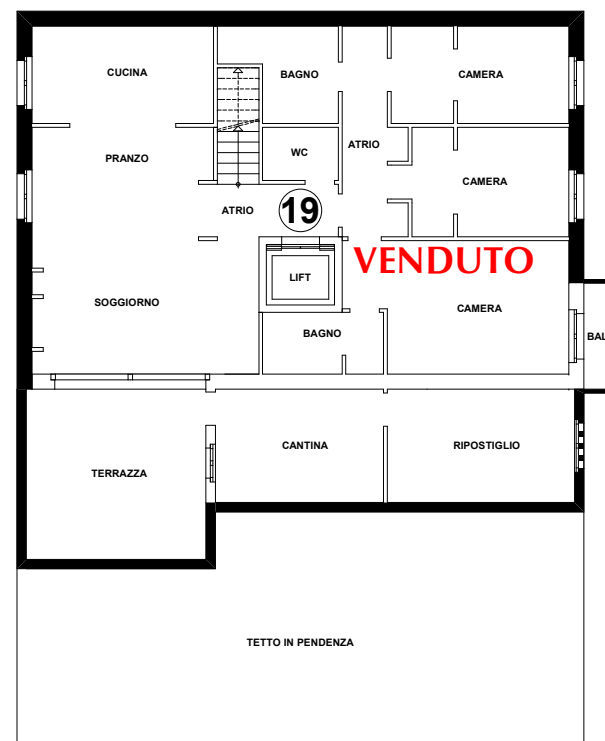 CUCINA
BAGNO
CAMERA
PRANZO
WC
ATRIO
CAMERA
ATRIO
19
VENDUTO
LIFT
SOGGIORNO
CAMERA
BAGNO
BAL
TERRAZZA
CANTINA
RIPOSTIGLIO
TETTO IN PENDENZA